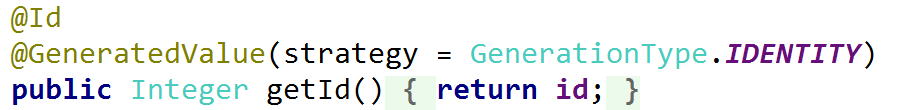 @Id
@GeneratedValue(strategy = GenerationType.IDENTITY)
public Integer getId() { return id; }